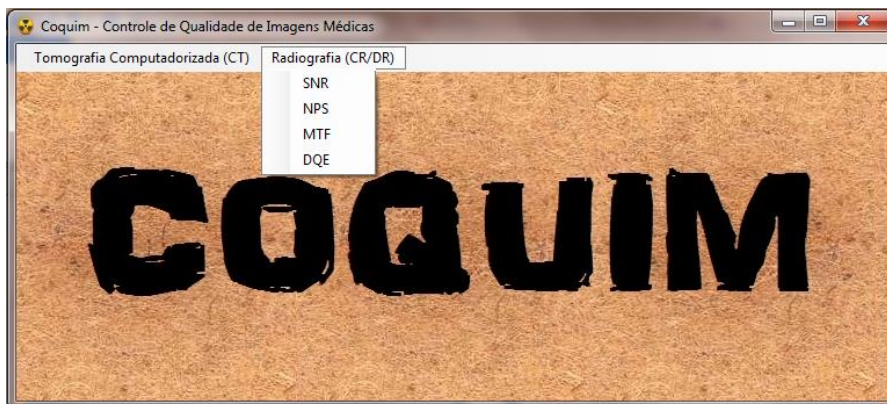 Coquim - Controle de Qualidade de Imagens Médicas
Tomografia Computadorizada (CT) Radiografia (CR/DR)
SNR
NPS
MTF
DQE
COQUIM